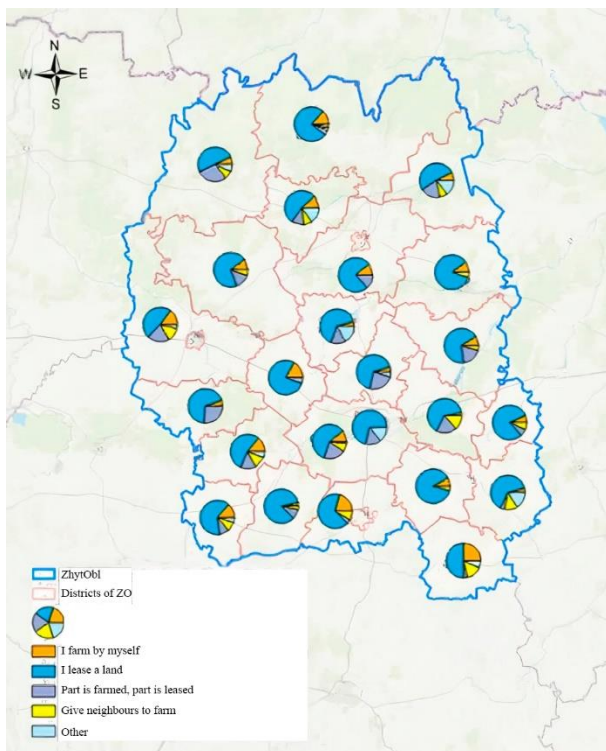 N
W E
S
ZhytObl
Districts of ZO
I farm by myself
I lease a land
Part is farmed, part is leased
Give neighbours to farm
Other